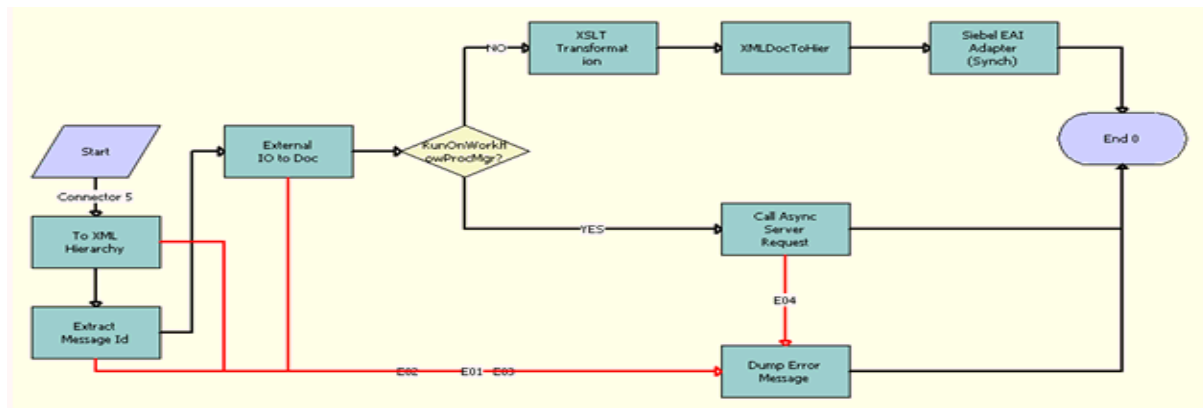 XSLT
Transformat
ion
XMLDocToHier
Siebel EAI
Adapter
(Synch)
NO
Start
External
IO to Doc
RunOnWorkfl
owProcMgr?
End 0
Connector 5
To XML
Hierarchy
YES
Call Async
Server
Request
E04
Extract
Message Id
E02
E01
E03
Dump Error
Message